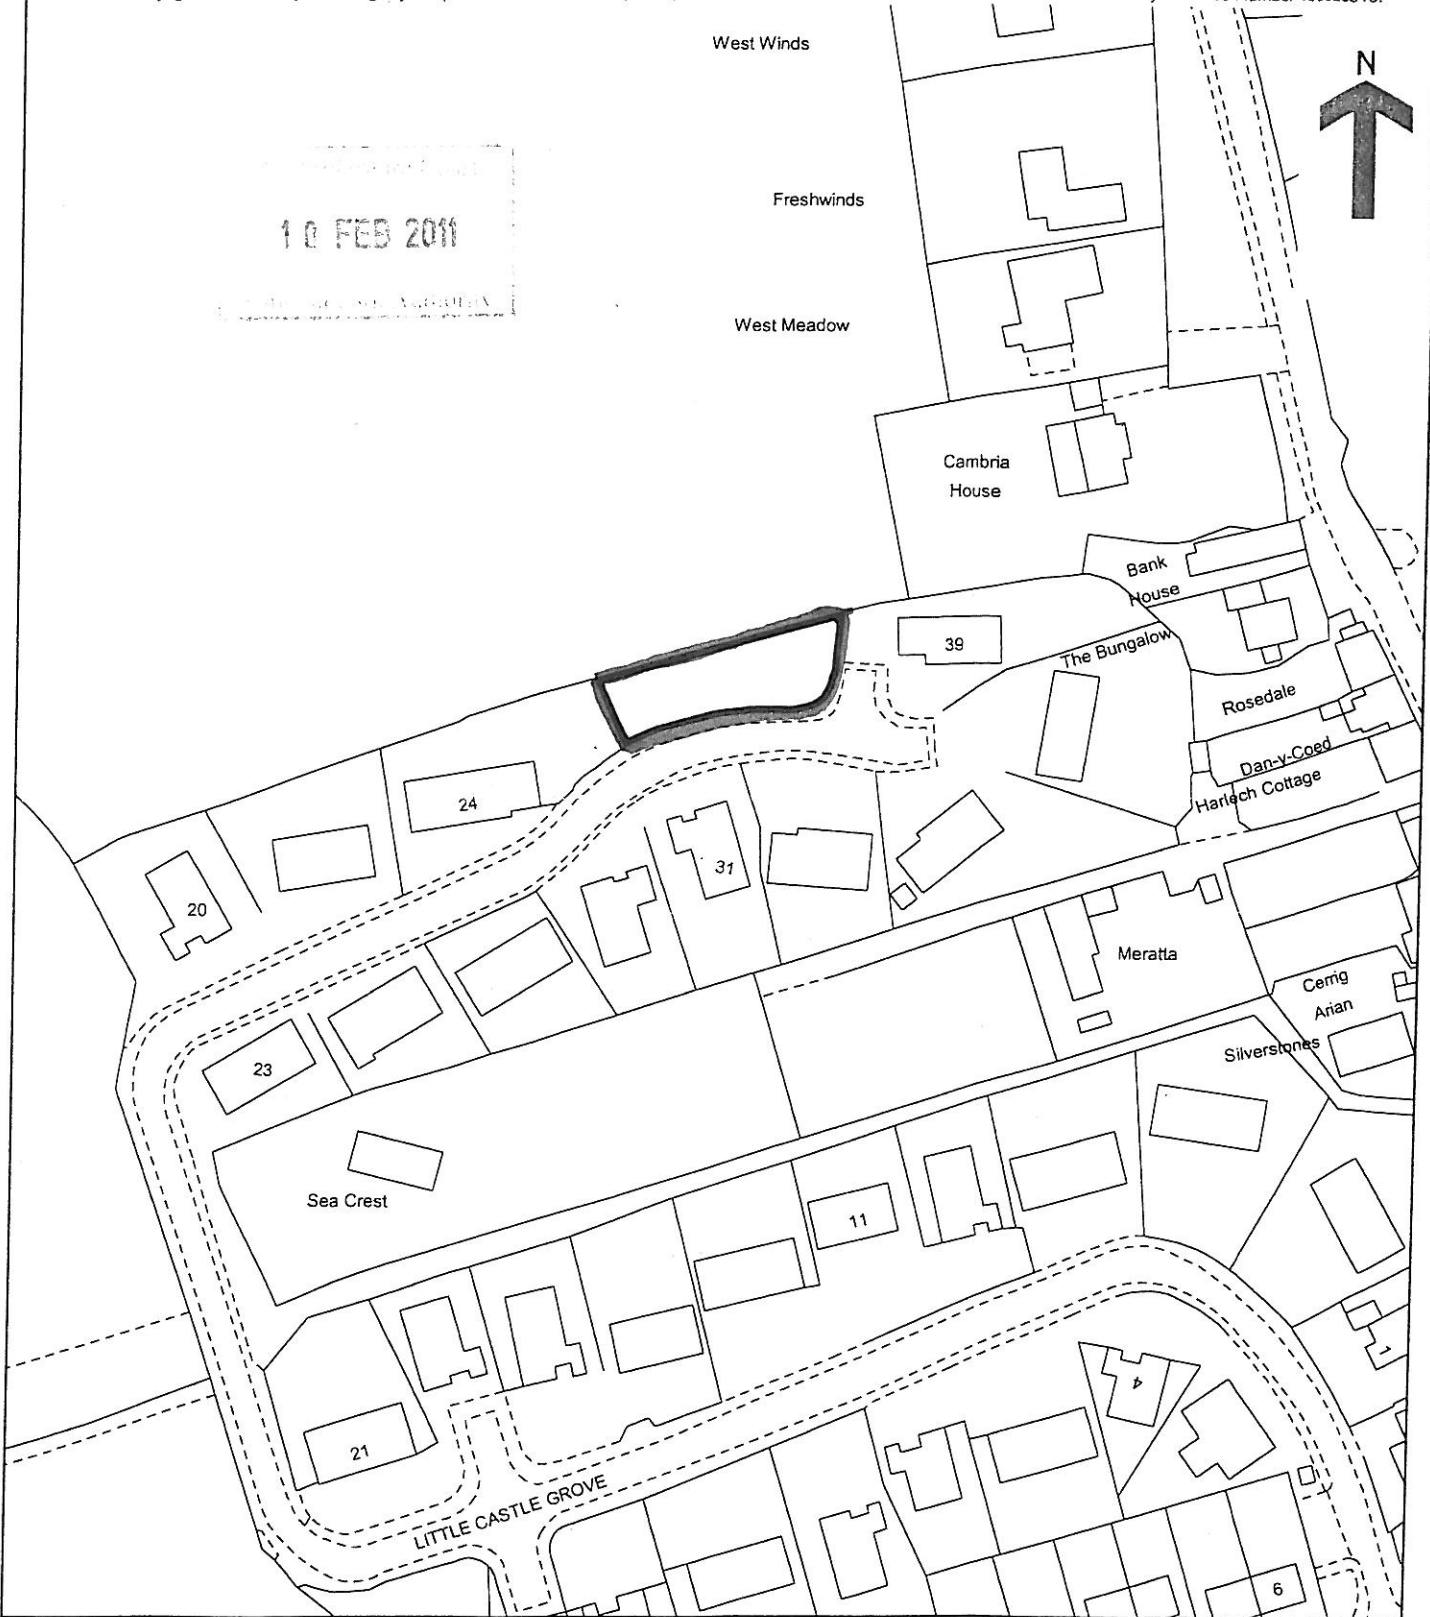 West Winds
N
Freshwinds
10 FEB 2011
West Meadow
Cambria
House
Bank
House
39
The Bungalow
Rosedale
Dan-y-Coed
Harlech Cottage
24
31
20
Meratta
Cerrig
Arian
Silverstones
23
Sea Crest
11
1
4
21
LITTLE CASTLE GROVE
6